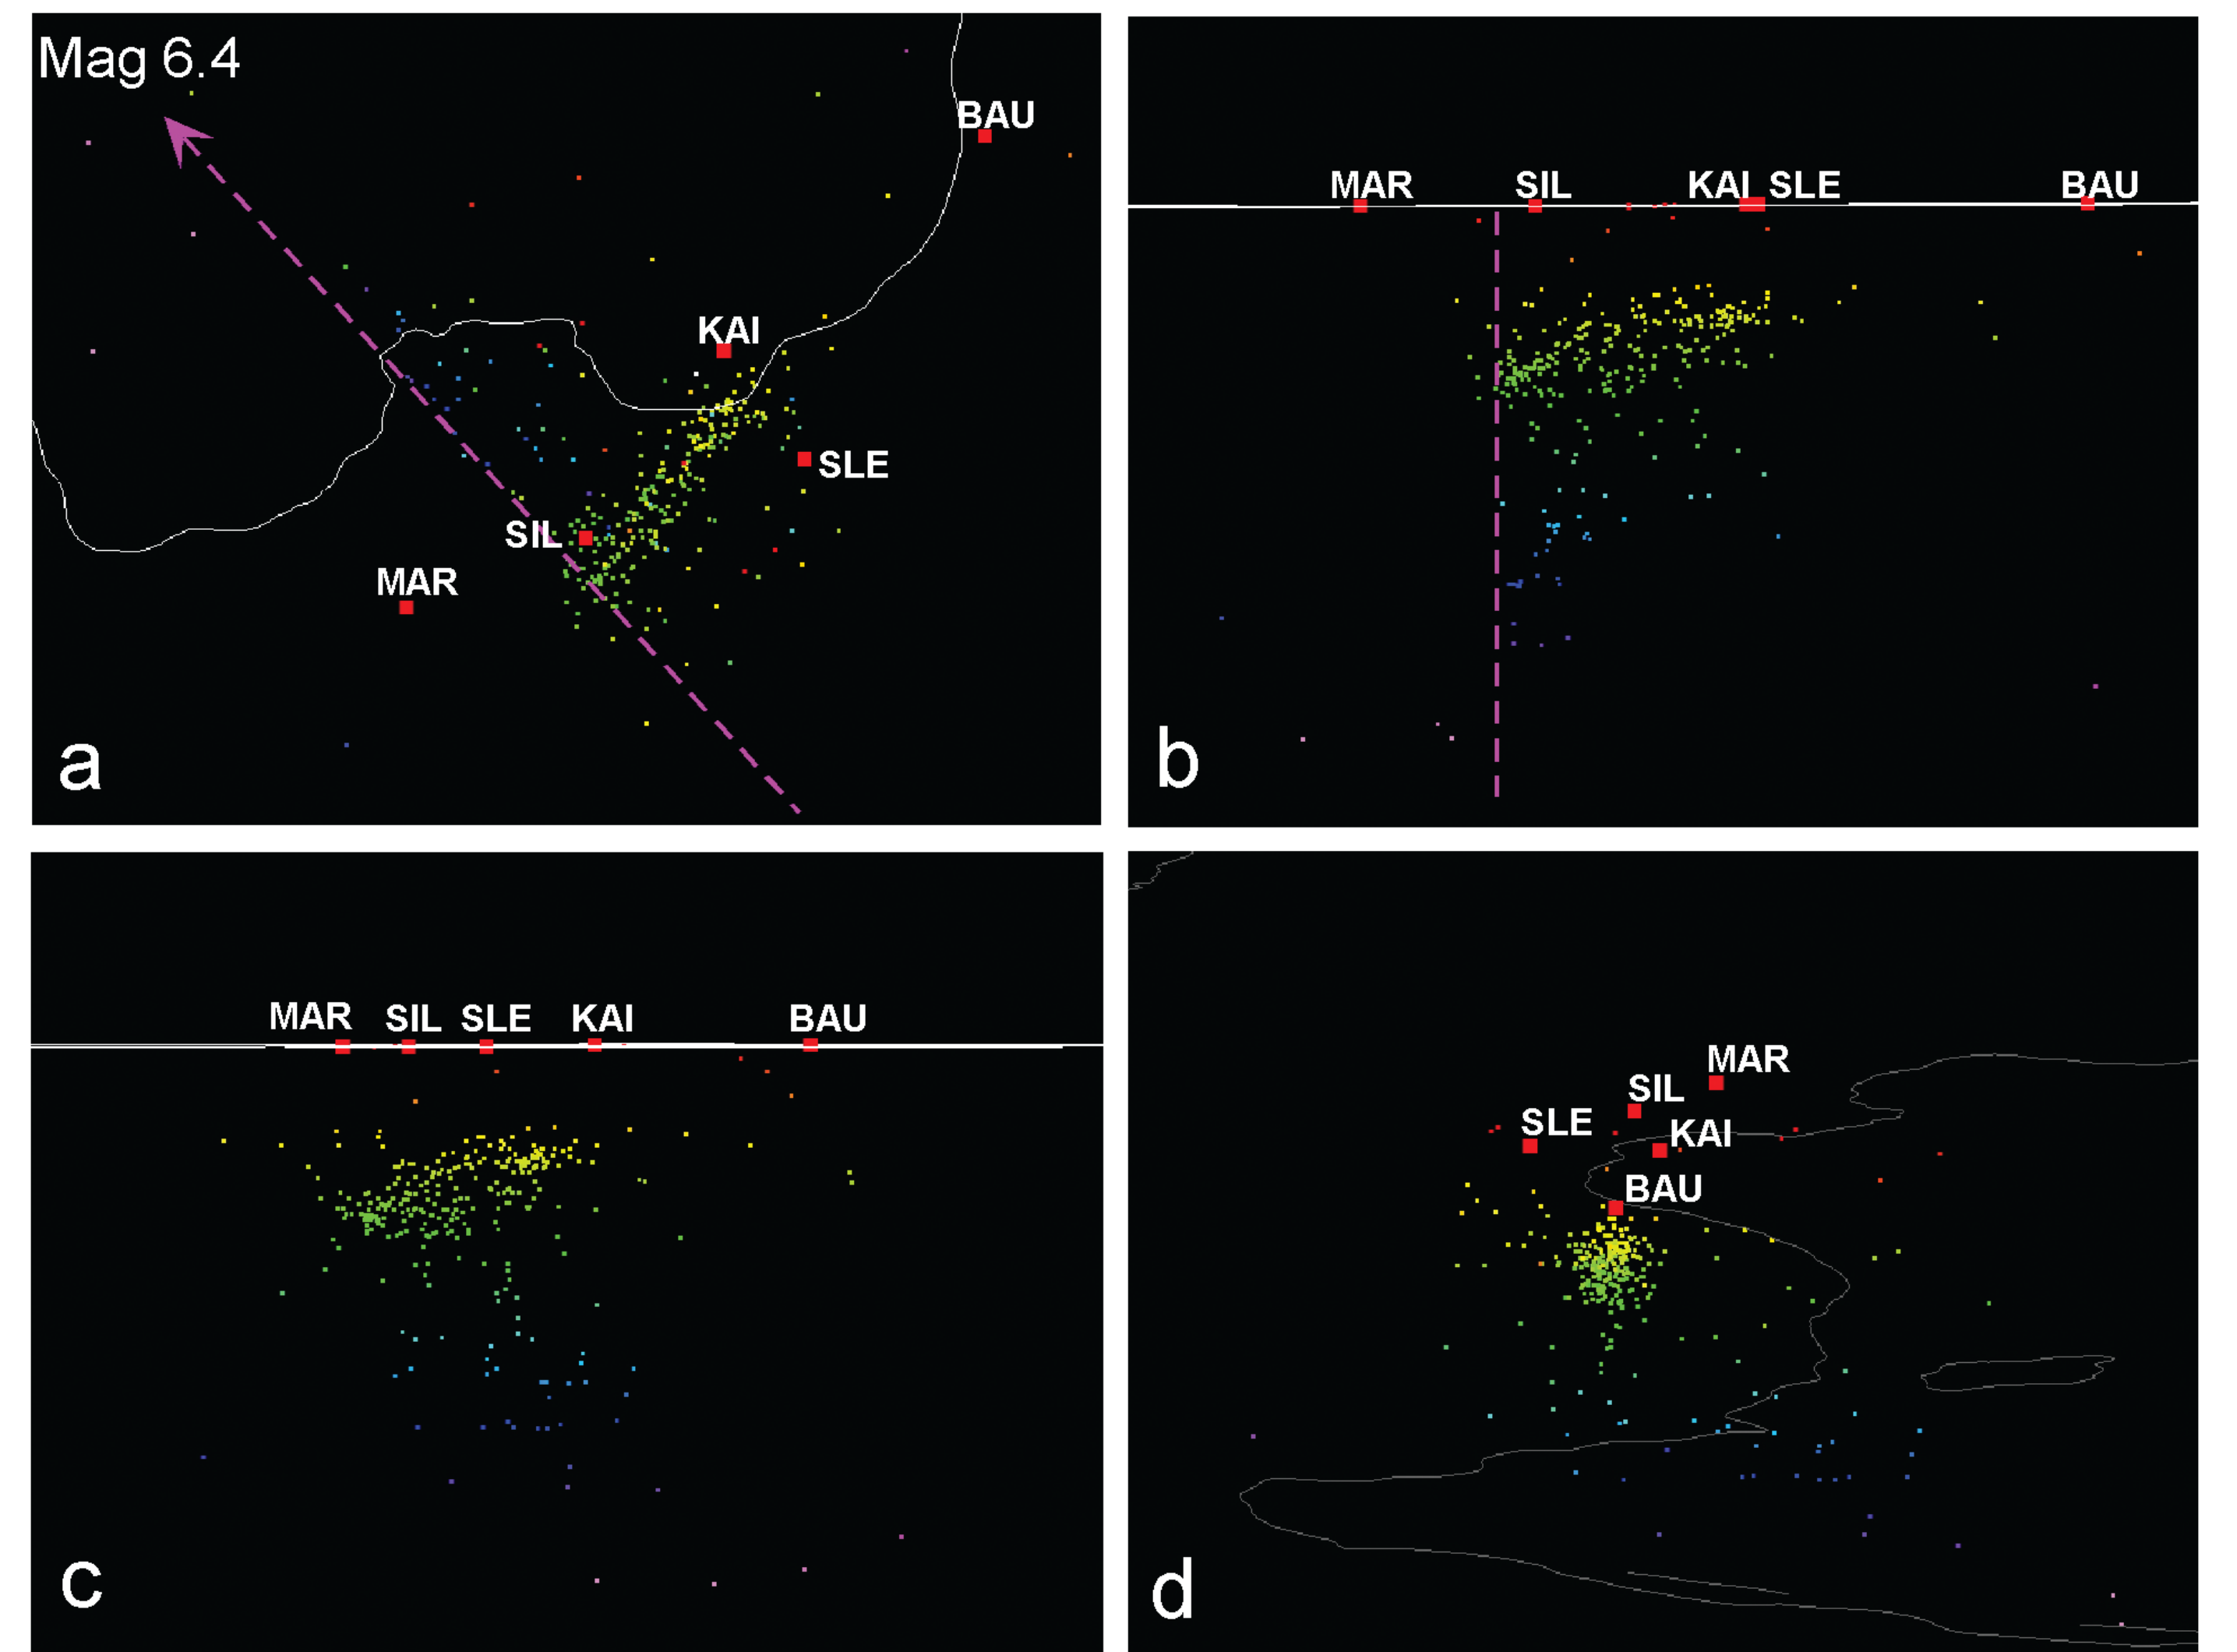 Mag 6.4
BAU
KAI
SLE
SIL
MAR
a
MAR SIL KAI SLE BAU
b
MAR SIL SLE KAI BAU
c
MAR
SIL
SLE
KAI
BAU
d